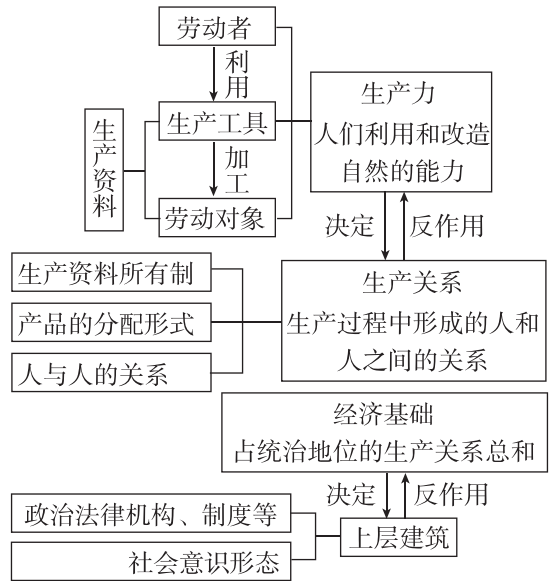 劳动者
利用
生产工具
生产资料
加工
劳动对象
生产力
人们利用和改造
自然的能力
决定
反作用
生产资料所有制
产品的分配形式
人与人的关系
生产关系
生产过程中形成的人和
人之间的关系
经济基础
占统治地位的生产关系总和
决定
反作用
政治法律机构、制度等
社会意识形态
上层建筑